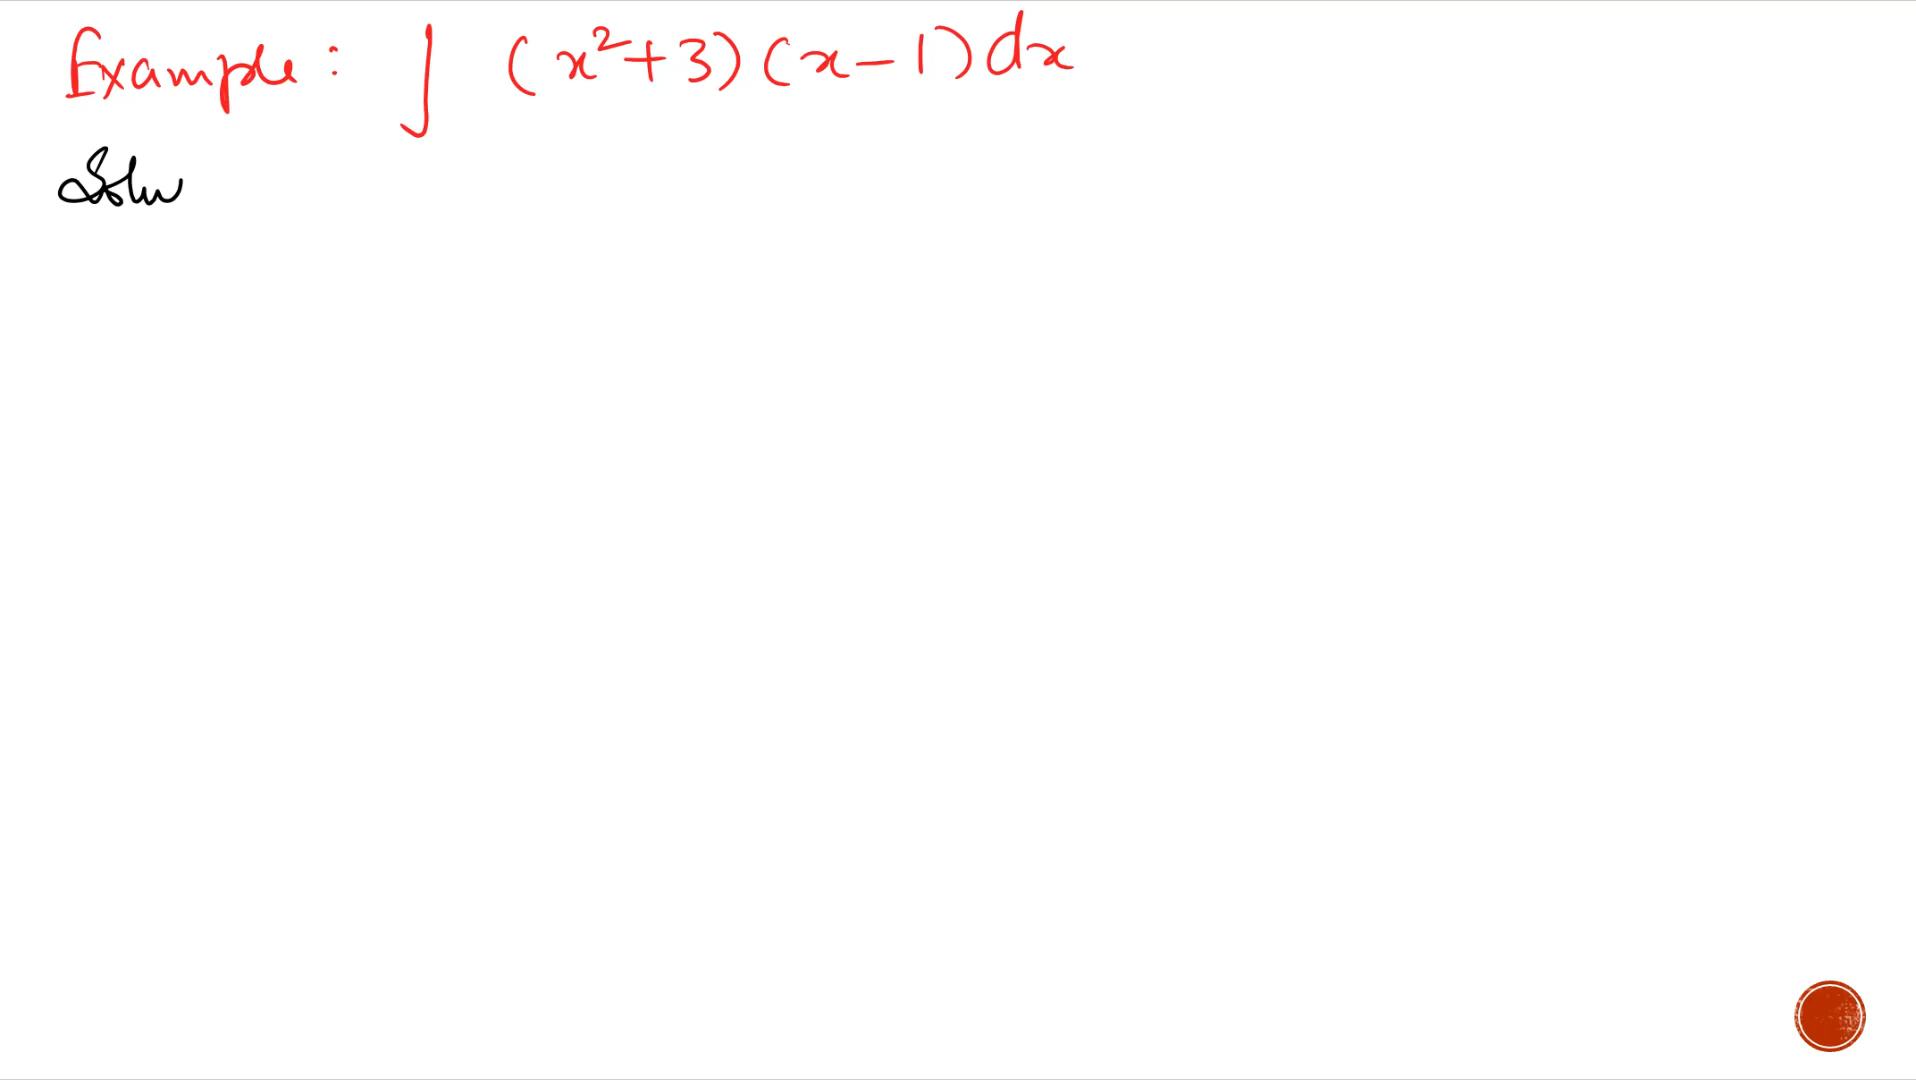 Example : ∫ (x²+3)(x-1)dx
Soln